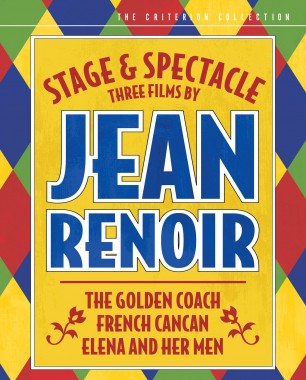 THE CRITERION COLLECTION
STAGE & SPECTACLE
THREE FILMS BY
JEAN
RENOIR
THE GOLDEN COACH
FRENCH CANCAN
ELENA AND HER MEN